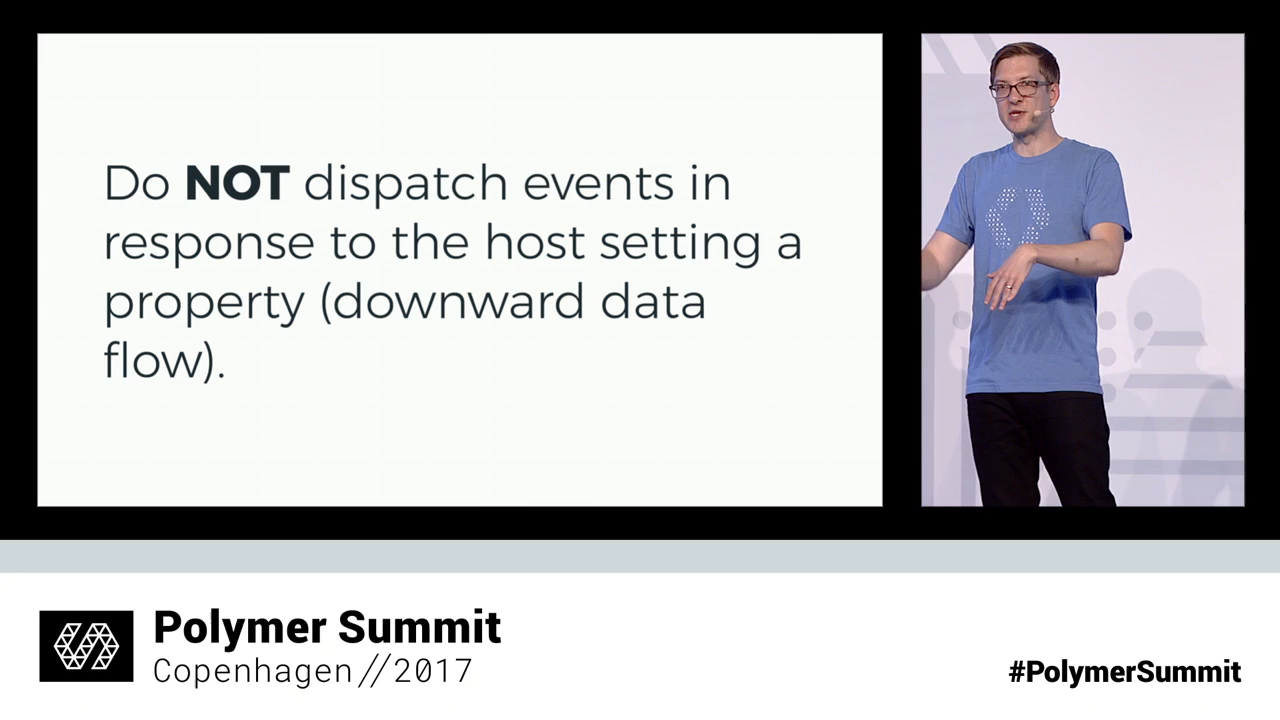 Do NOT dispatch events in
response to the host setting a
property (downward data
flow).
Polymer Summit
Copenhagen//2017
#PolymerSummit